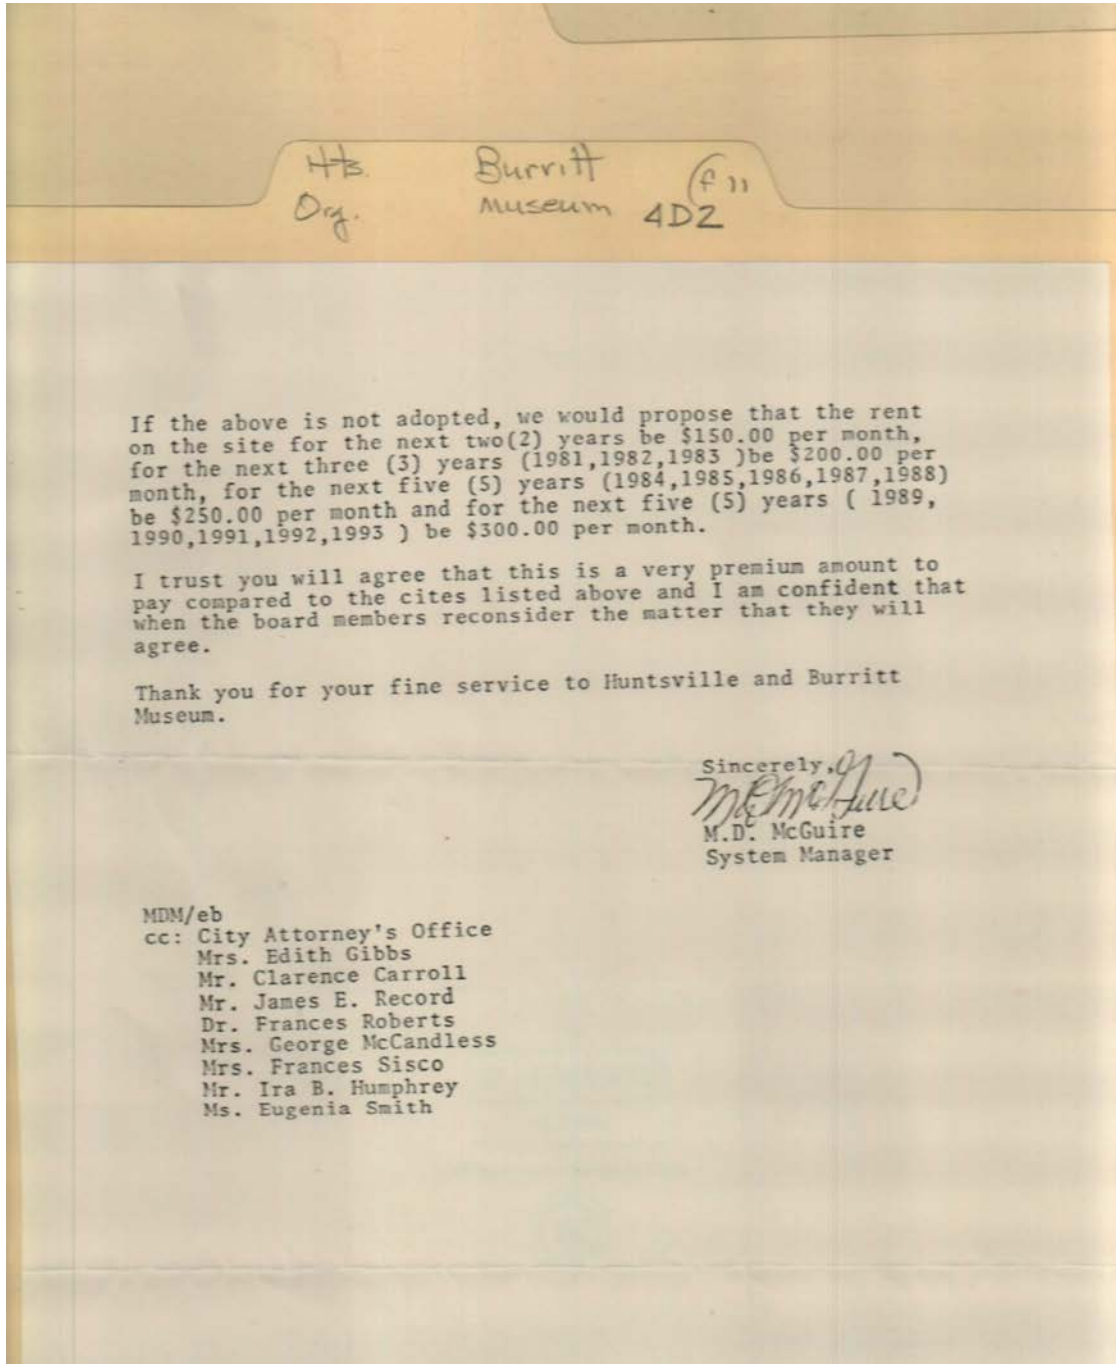 Hts. Burritt (f 11
Org. Museum 4D2
If the above is not adopted, we would propose that the rent
on the site for the next two(2) years be $150.00 per month,
for the next three (3) years (1981,1982,1983 )be $200.00 per
month, for the next five (5) years (1984,1985,1986,1987,1988)
be $250.00 per month and for the next five (5) years ( 1989,
1990,1991,1992,1993 ) be $300.00 per month.
I trust you will agree that this is a very premium amount to
pay compared to the cites listed above and I am confident that
when the board members reconsider the matter that they will
agree.
Thank you for your fine service to Huntsville and Burritt
Museum.
Sincerely,
MD McGuire
M.D. McGuire
System Manager
MDM/eb
cc: City Attorney's Office
Mrs. Edith Gibbs
Mr. Clarence Carroll
Mr. James E. Record
Dr. Frances Roberts
Mrs. George McCandless
Mrs. Frances Sisco
Mr. Ira B. Humphrey
Ms. Eugenia Smith